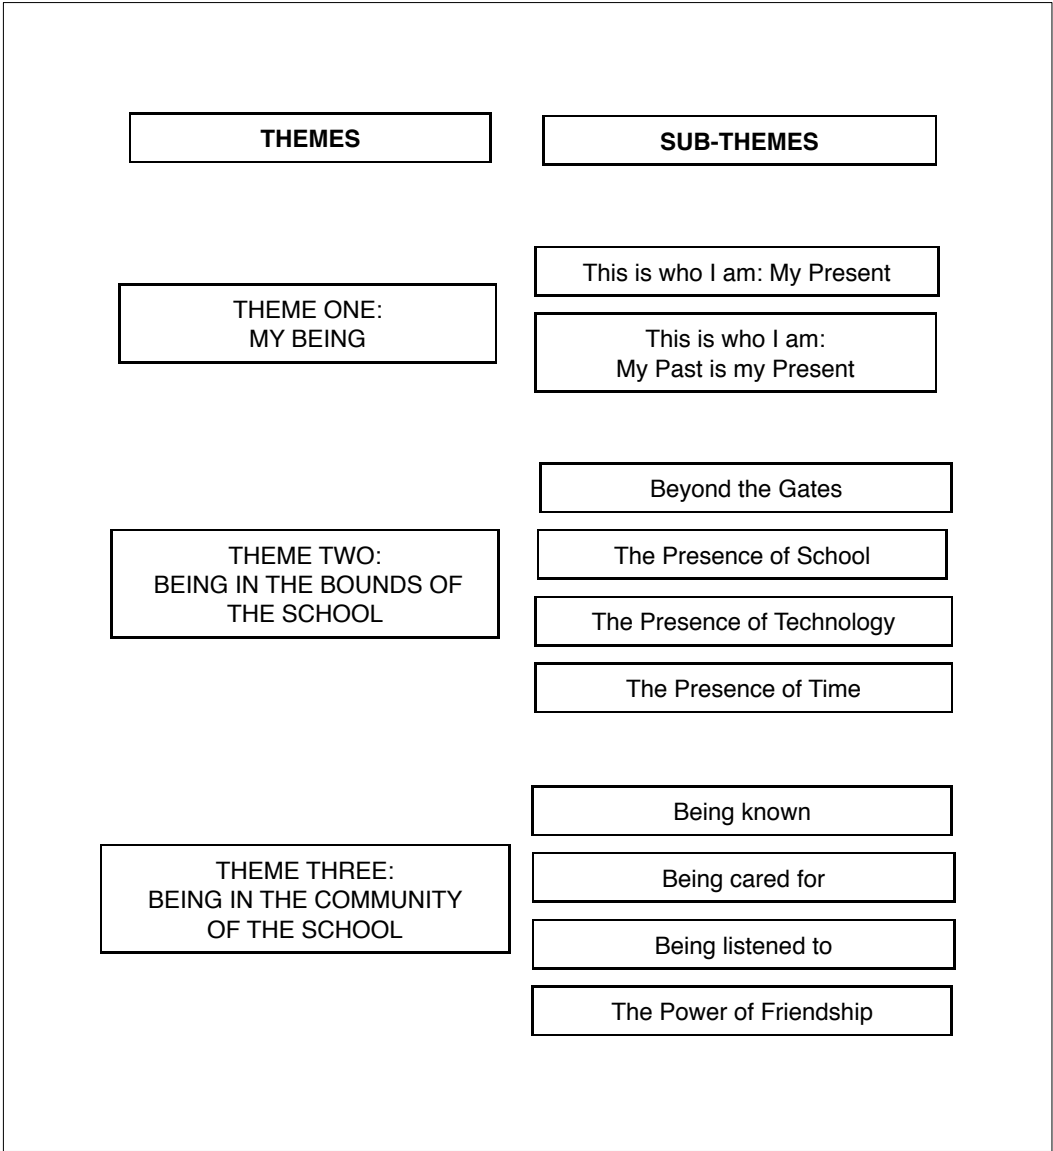 THEMES
SUB-THEMES
THEME ONE:
MY BEING
This is who I am: My Present
This is who I am:
My Past is my Present
THEME TWO:
BEING IN THE BOUNDS OF
THE SCHOOL
Beyond the Gates
The Presence of School
The Presence of Technology
The Presence of Time
THEME THREE:
BEING IN THE COMMUNITY
OF THE SCHOOL
Being known
Being cared for
Being listened to
The Power of Friendship